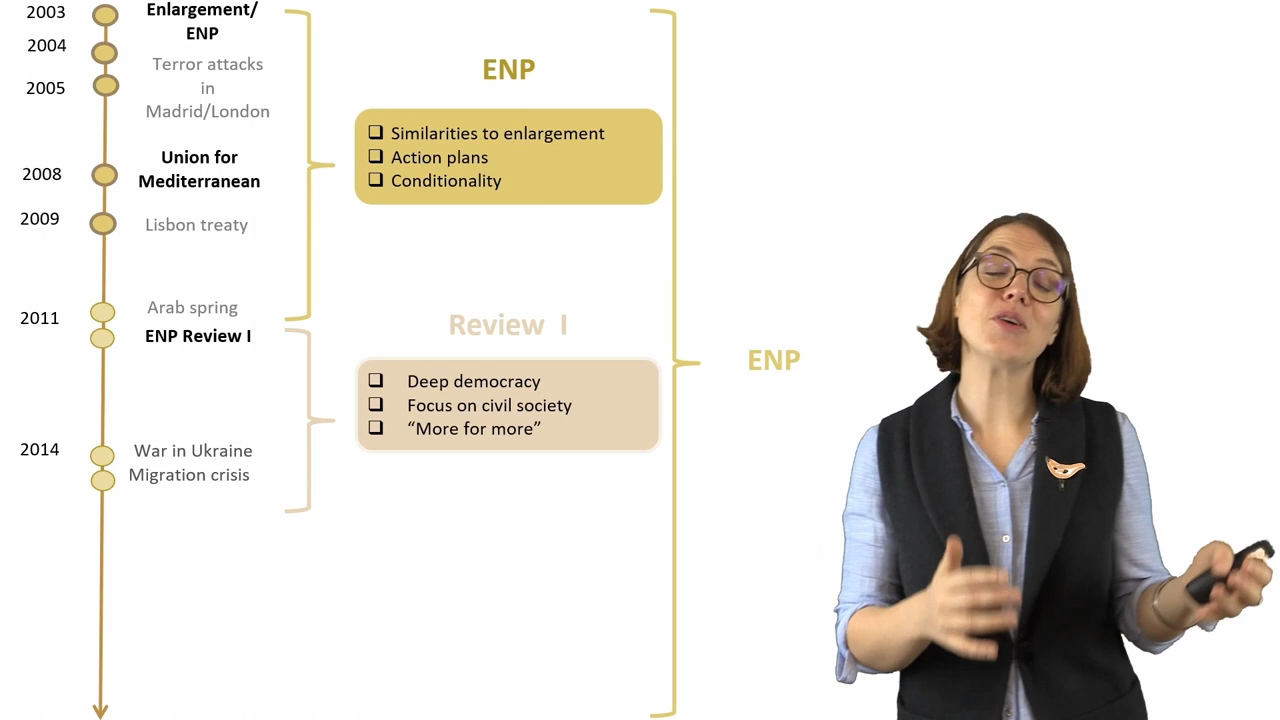 2003
Enlargement/
ENP
2004
Terror attacks
in
Madrid/London
2005
Union for
Mediterranean
2008
2009
Lisbon treaty
Arab spring
2011
ENP Review I
2014
War in Ukraine
Migration crisis
ENP
❑ Similarities to enlargement
❑ Action plans
❑ Conditionality
Review I
❑ Deep democracy
❑ Focus on civil society
❑ “More for more”
ENP